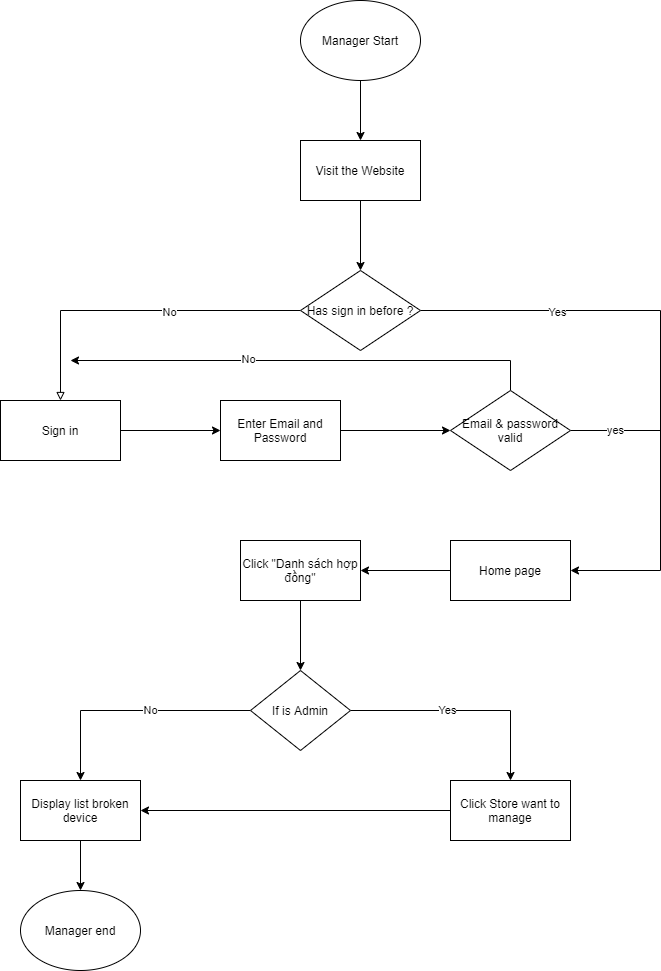 Manager Start
Visit the Website
Has sign in before ?
No
Yes
No
Sign in
Enter Email and
Password
Email & password
valid
yes
Click "Danh sách hợp
đồng"
Home page
If is Admin
No
Yes
Display list broken
device
Click Store want to
manage
Manager end